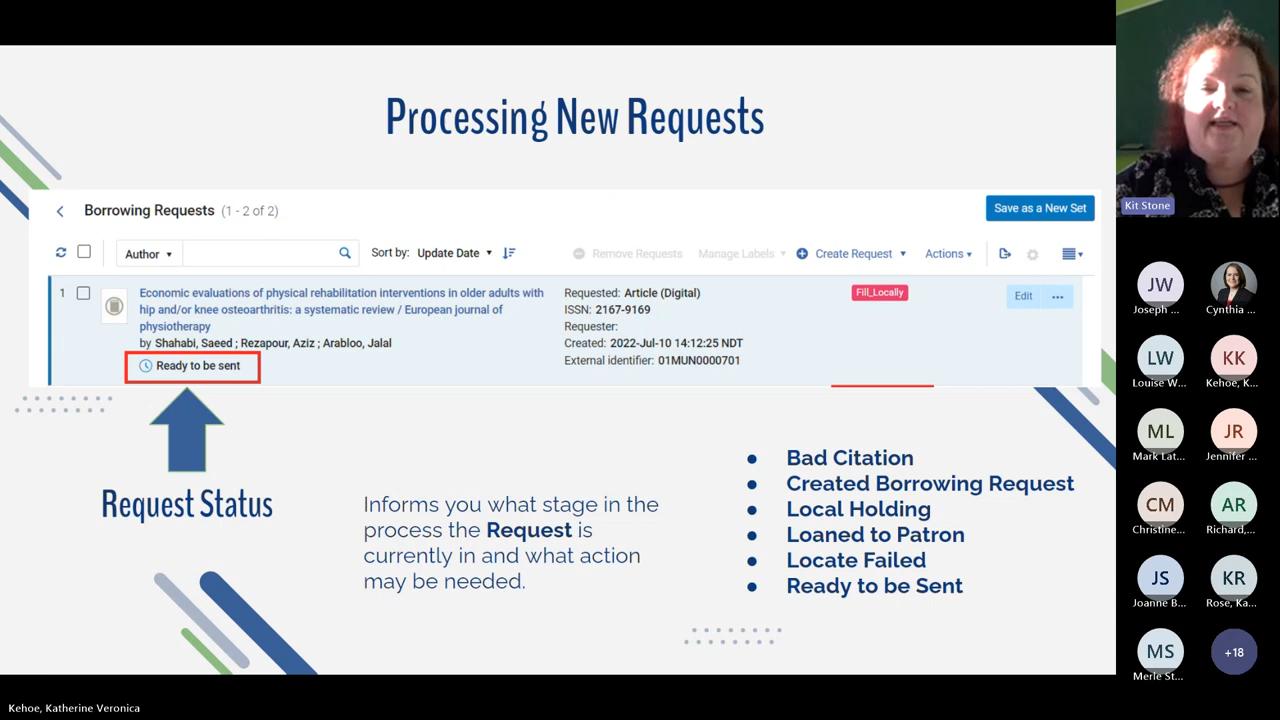 Processing New Requests
Borrowing Requests (1 - 2 of 2)
Save as a New Set
Author
Sort by: Update Date
Remove Requests
Manage Labels
Create Request
Actions
1
Economic evaluations of physical rehabilitation interventions in older adults with
hip and/or knee osteoarthritis: a systematic review / European journal of
physiotherapy
by Shahabi, Saeed ; Rezapour, Aziz ; Arabloo, Jalal
Ready to be sent
Requested: Article (Digital)
ISSN: 2167-9169
Requester:
Created: 2022-Jul-10 14:12:25 NDT
External identifier: 01MUN0000701
Fill_Locally
Edit
Request Status
Informs you what stage in the
process the Request is
currently in and what action
may be needed.
Bad Citation
Created Borrowing Request
Local Holding
Loaned to Patron
Locate Failed
Ready to be Sent
Kit Stone
JW
Joseph ...
Cynthia ...
LW
Louise W...
KK
Kehoe, K...
ML
Mark Lat...
JR
Jennifer ...
CM
Christine...
AR
Richard,...
JS
Joanne B...
KR
Rose, Ka...
MS
Merle St...
+18
Kehoe, Katherine Veronica